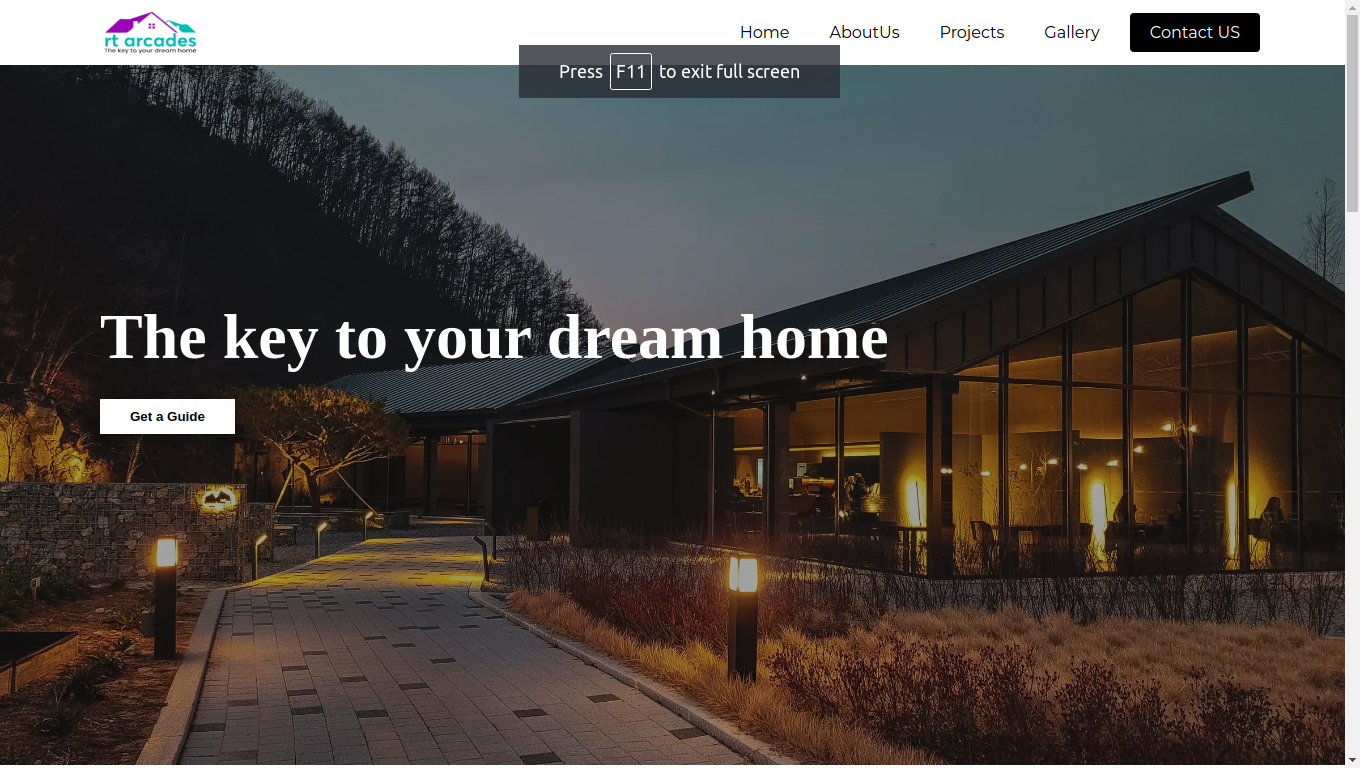 rt arcades
The key to your dream home
Home
AboutUs
Projects
Gallery
Contact US
Press F11 to exit full screen
The key to your dream home
Get a Guide